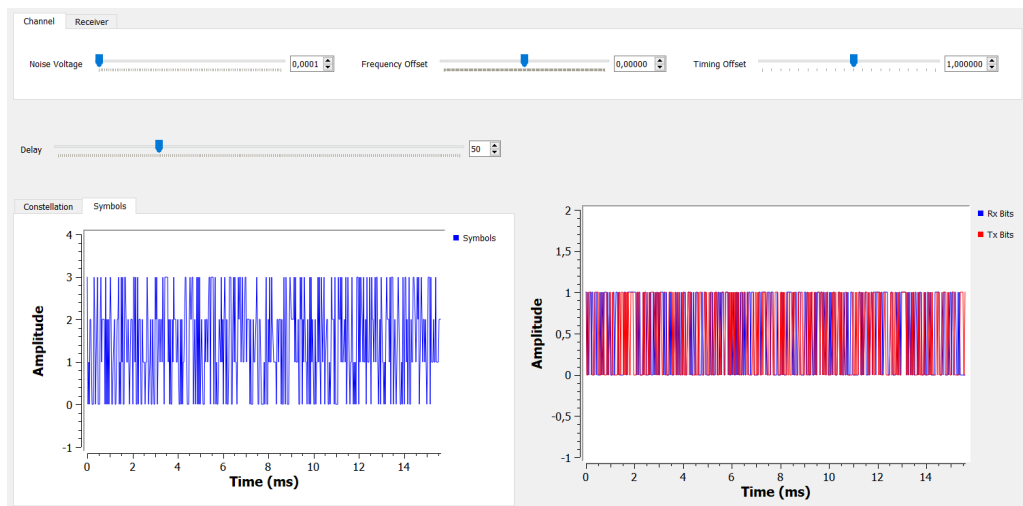 Channel Receiver
Noise Voltage 0,0001 Frequency Offset 0,00000 Timing Offset 1,000000
Delay 50
Constellation Symbols
4
3
2
1
0
-1
Amplitude
0 2 4 6 8 10 12 14
Time (ms)
Symbols
2
1,5
1
0,5
0
-0,5
-1
Amplitude
0 2 4 6 8 10 12 14
Time (ms)
Rx Bits
Tx Bits